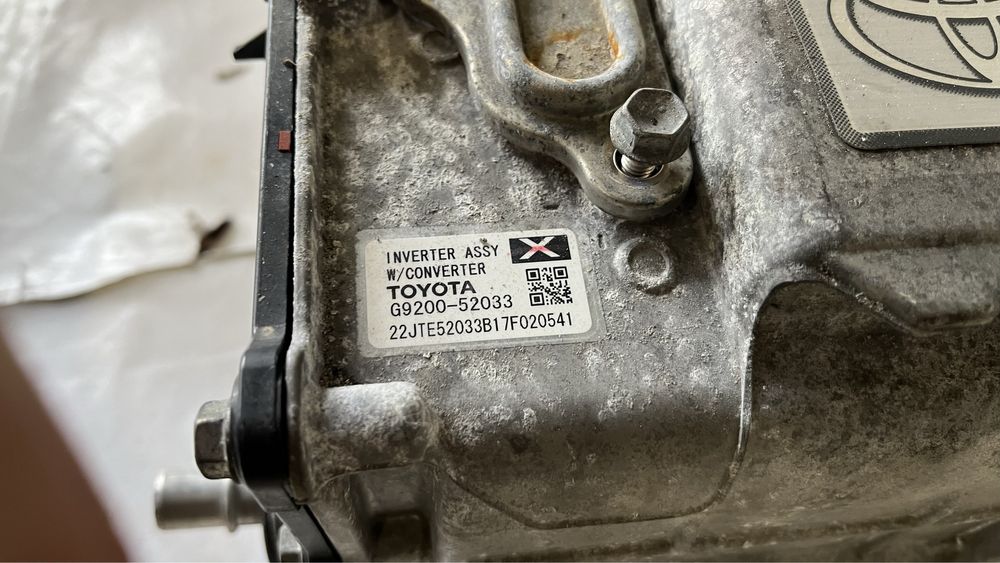 INVERTER ASSY
W/CONVERTER
TOYOTA
G9200-52033
22JTE52033B17F020541